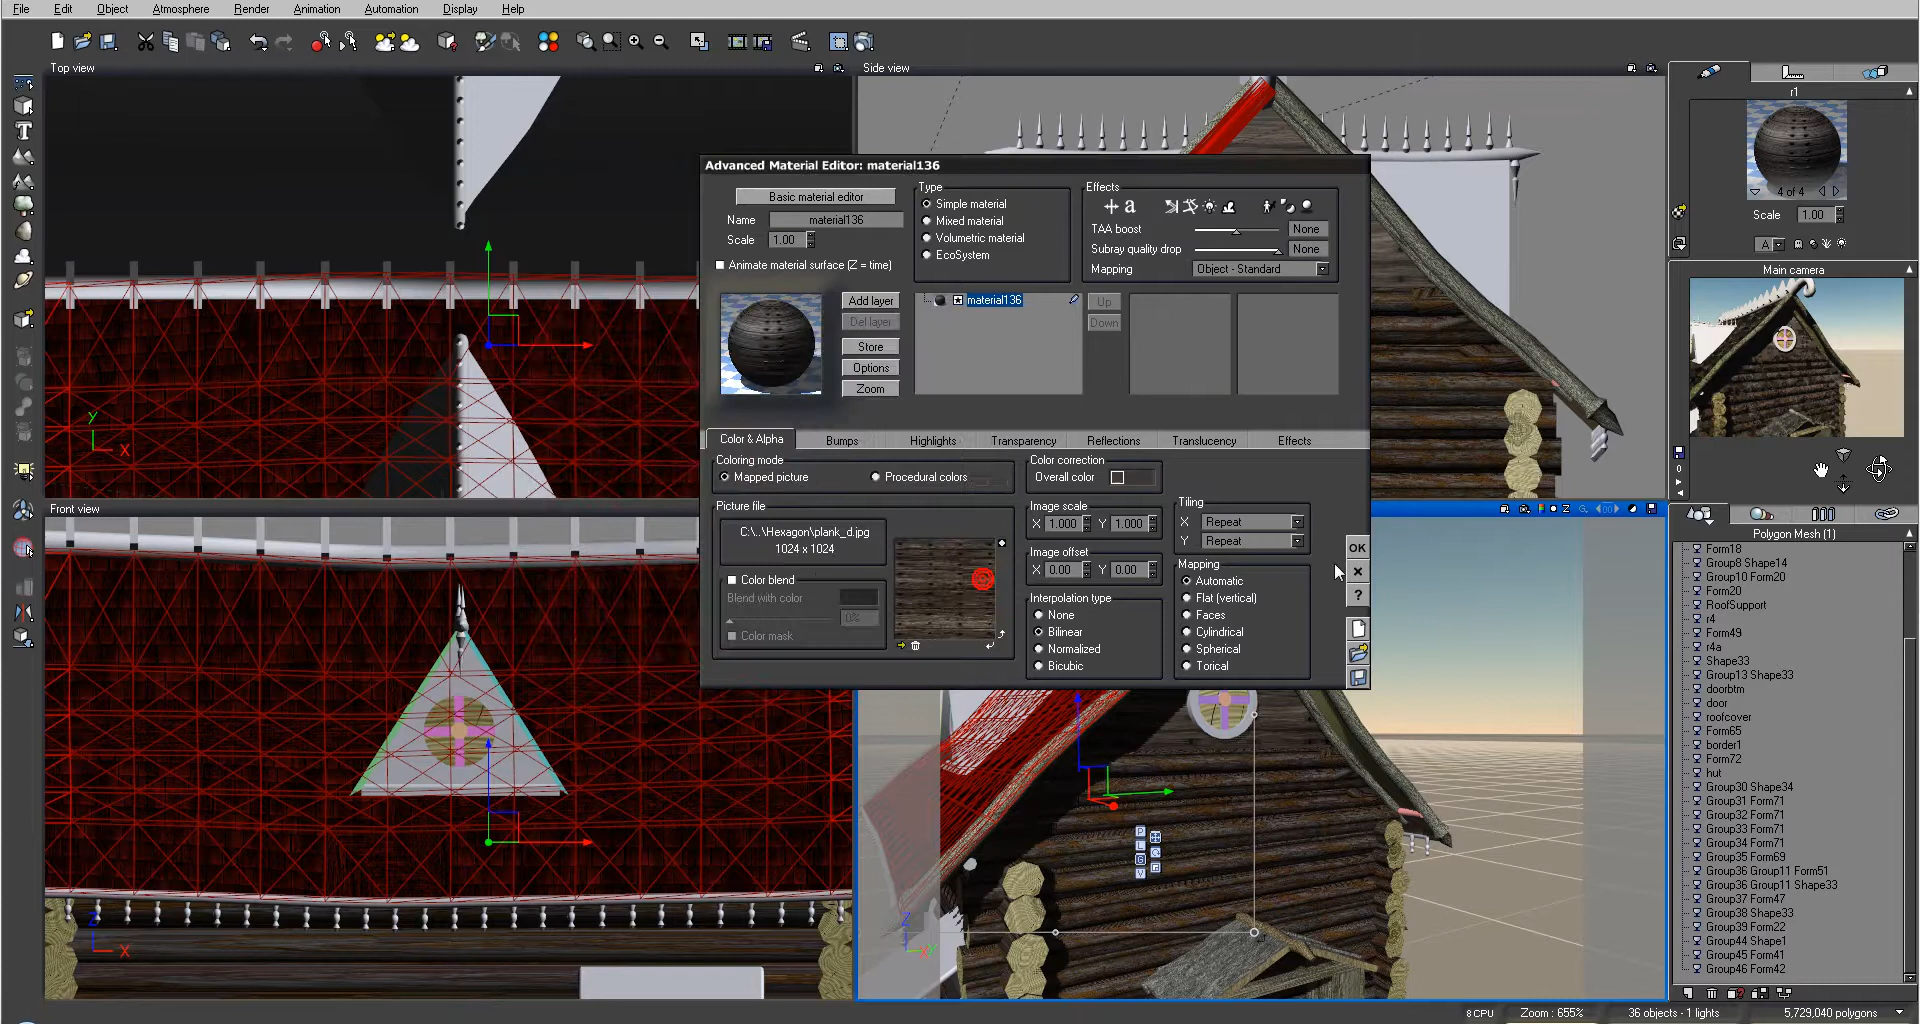 File Edit Object Atmosphere Render Animation Automation Display Help
Top view
Side view
Front view
Advanced Material Editor: material136
Basic material editor
Name material136
Scale 1.00
Animate material surface (Z = time)
Type
Simple material
Mixed material
Volumetric material
EcoSystem
Effects
a
TAA boost None
Subray quality drop None
Mapping Object - Standard
Add layer
Del layer
Store
Options
Zoom
material136
Up
Down
Color & Alpha Bumps Highlights Transparency Reflections Translucency Effects
Coloring mode
Mapped picture Procedural colors
Picture file
C:\..\Hexagon\plank_d.jpg
1024 x 1024
Color blend
Blend with color
0%
Color mask
Color correction
Overall color
Image scale
X 1.000 Y 1.000
Image offset
X 0.00 Y 0.00
Interpolation type
None
Bilinear
Normalized
Bicubic
Tiling
X Repeat
Y Repeat
Mapping
Automatic
Flat (vertical)
Faces
Cylindrical
Spherical
Torical
OK
?
Y
X
Z
X
Z
P
L
G
V
r1
4 of 4
Scale 1.00
A
Main camera
0
Polygon Mesh (1)
Form18
Group8 Shape14
Group10 Form20
Form20
RoofSupport
r4
Form49
r4a
Shape33
Group13 Shape33
doorbtm
door
roofcover
Form65
border1
Form72
hut
Group30 Shape34
Group31 Form71
Group32 Form71
Group33 Form71
Group34 Form71
Group35 Form69
Group36 Group11 Form51
Group36 Group11 Shape33
Group37 Form47
Group38 Shape33
Group39 Form22
Group44 Shape1
Group45 Form41
Group46 Form42
8 CPU Zoom : 655% 36 objects - 1 lights 5,729,040 polygons